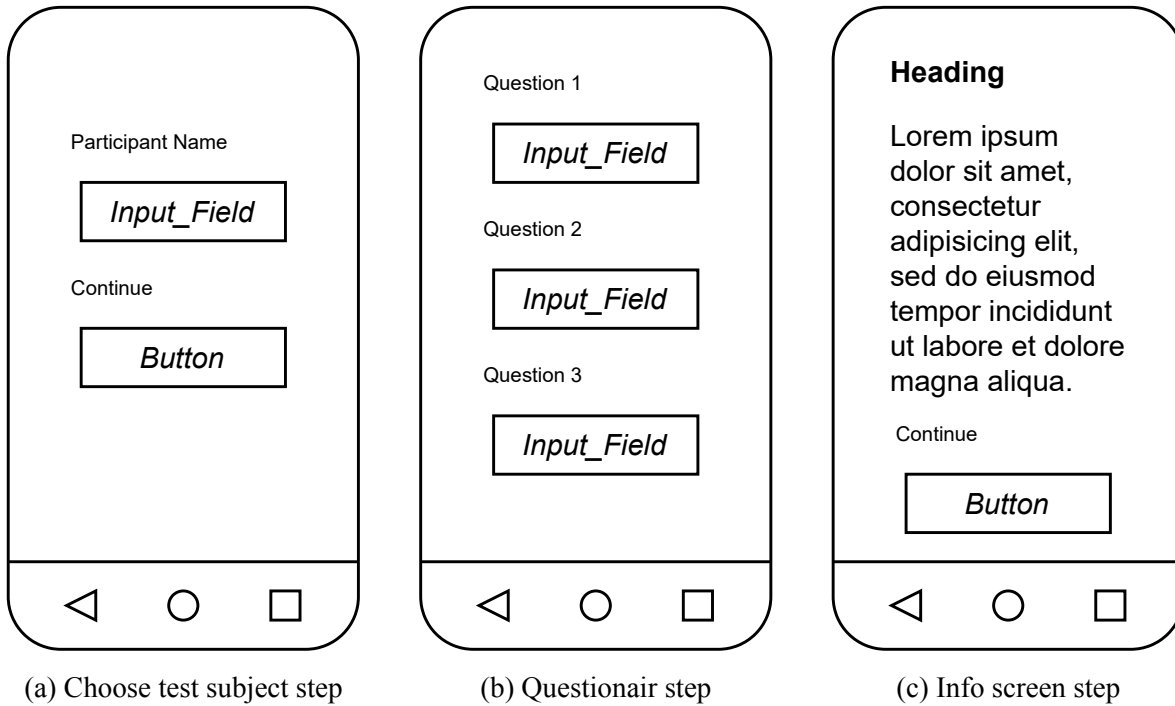 Participant Name
Input_Field
Continue
Button
(a) Choose test subject step
Question 1
Input_Field
Question 2
Input_Field
Question 3
Input_Field
(b) Questionair step
Heading
Lorem ipsum
dolor sit amet,
consectetur
adipisicing elit,
sed do eiusmod
tempor incididunt
ut labore et dolore
magna aliqua.
Continue
Button
(c) Info screen step